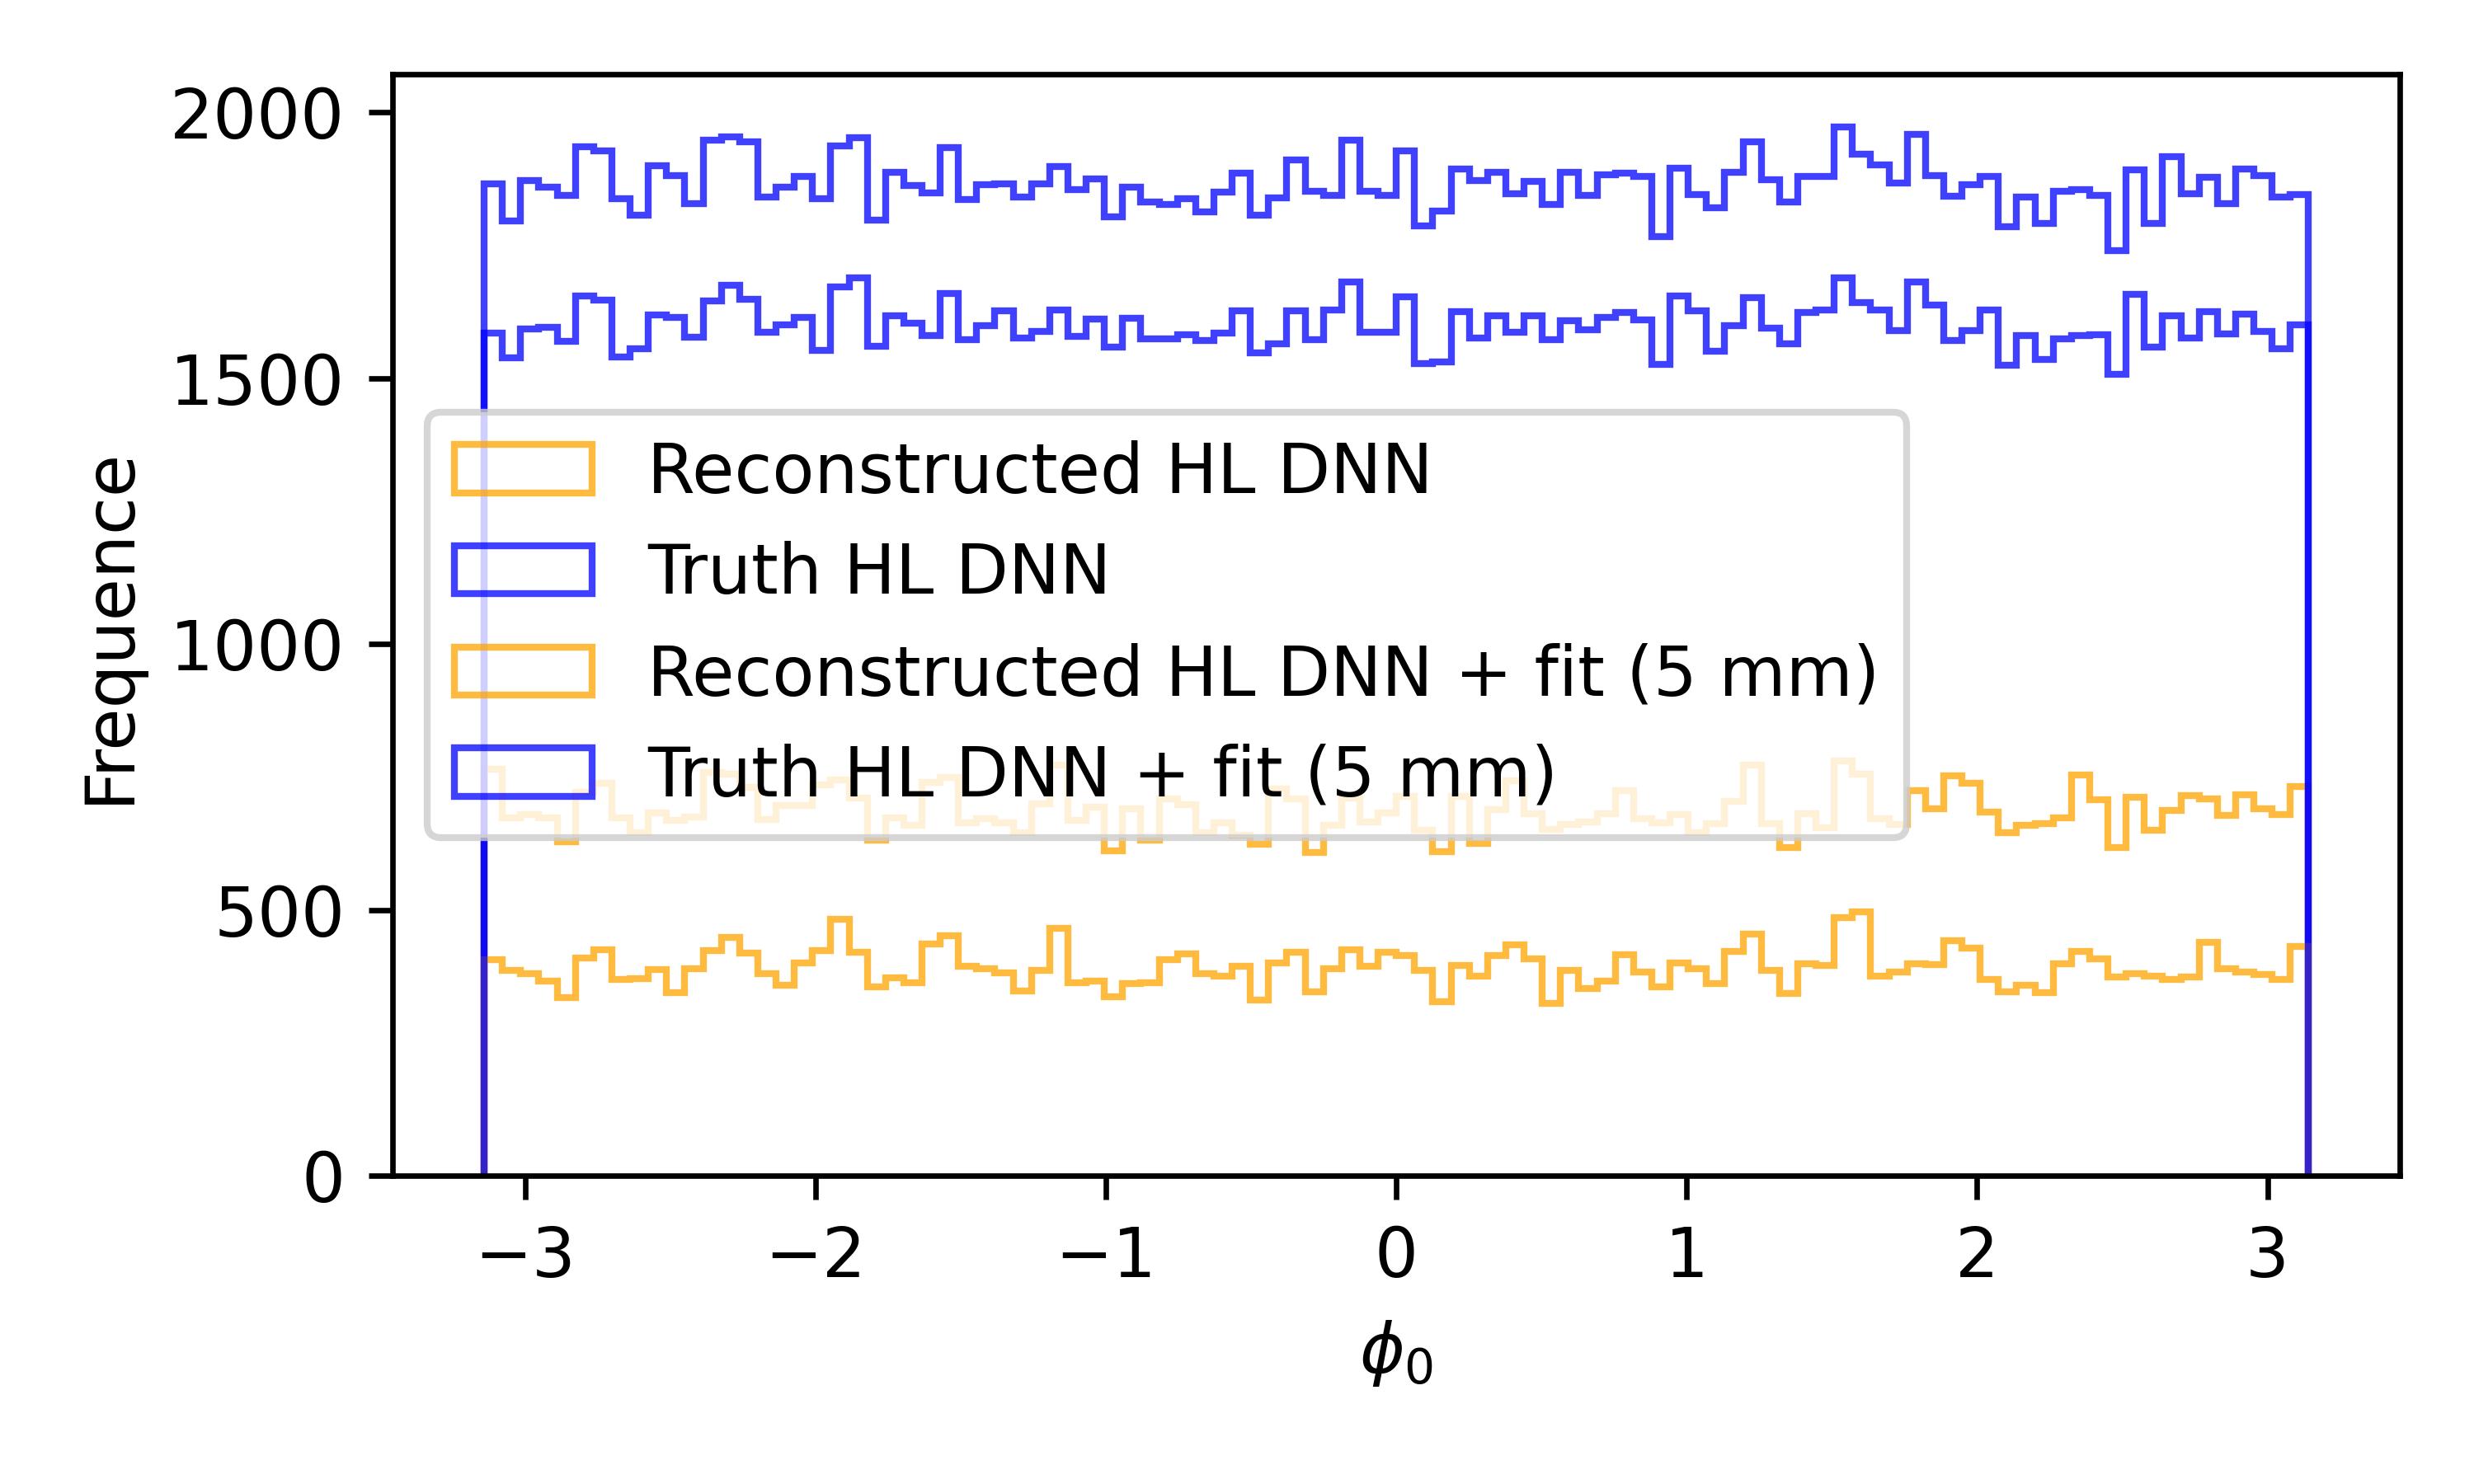 2000
1500
1000
500
0
Frequence
Reconstructed HL DNN
Truth HL DNN
Reconstructed HL DNN + fit (5 mm)
Truth HL DNN + fit (5 mm)
−3 −2 −1 0 1 2 3
ϕ₀